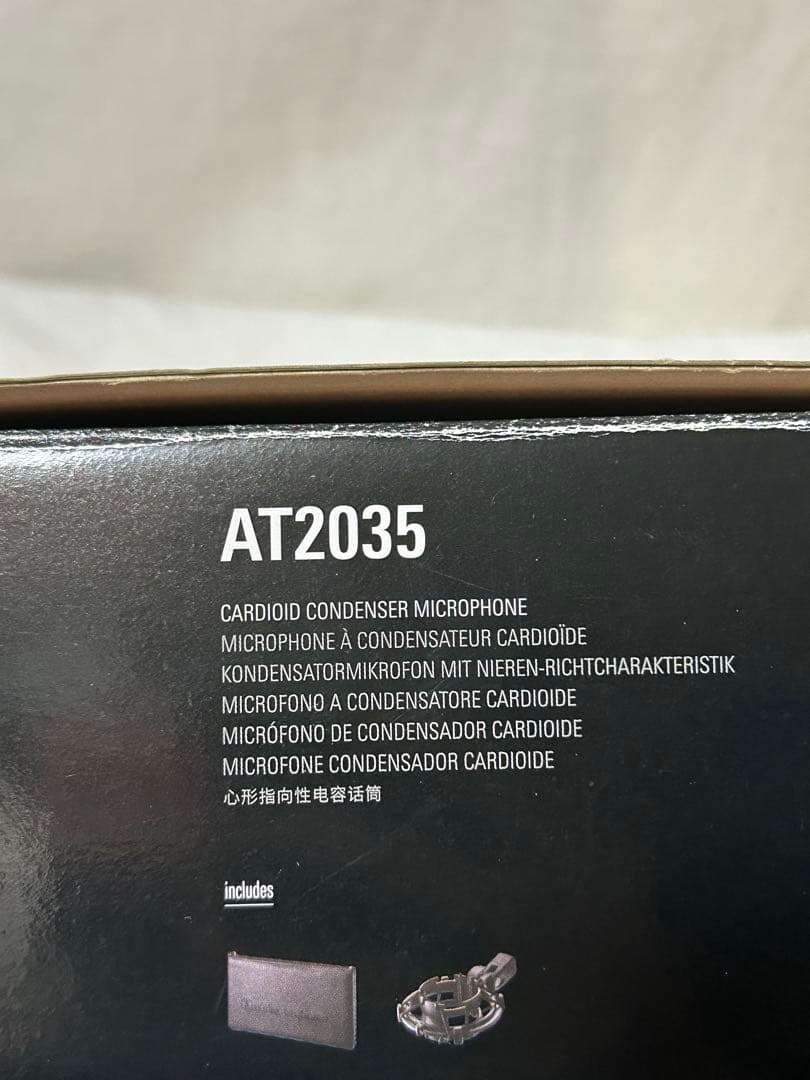 AT2035
CARDIOID CONDENSER MICROPHONE
MICROPHONE À CONDENSATEUR CARDIOÏDE
KONDENSATORMIKROFON MIT NIEREN-RICHTCHARAKTERISTIK
MICROFONO A CONDENSATORE CARDIOIDE
MICRÓFONO DE CONDENSADOR CARDIOIDE
MICROFONE CONDENSADOR CARDIOIDE
心形指向性电容话筒
includes